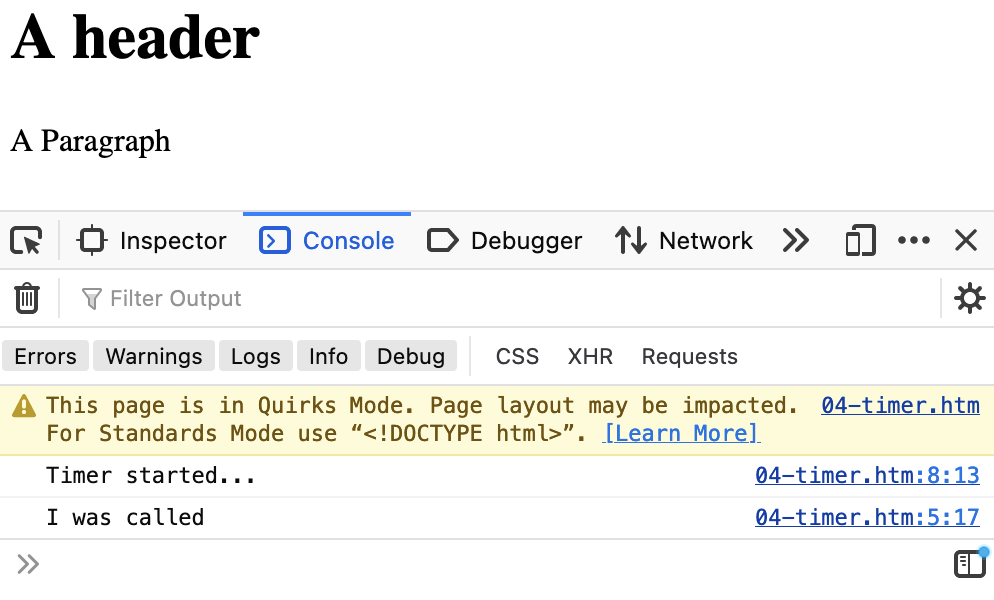 A header
A Paragraph
Inspector Console Debugger Network
Filter Output
Errors Warnings Logs Info Debug CSS XHR Requests
This page is in Quirks Mode. Page layout may be impacted. 04-timer.htm
For Standards Mode use “<!DOCTYPE html>”. [Learn More]
Timer started... 04-timer.htm:8:13
I was called 04-timer.htm:5:17